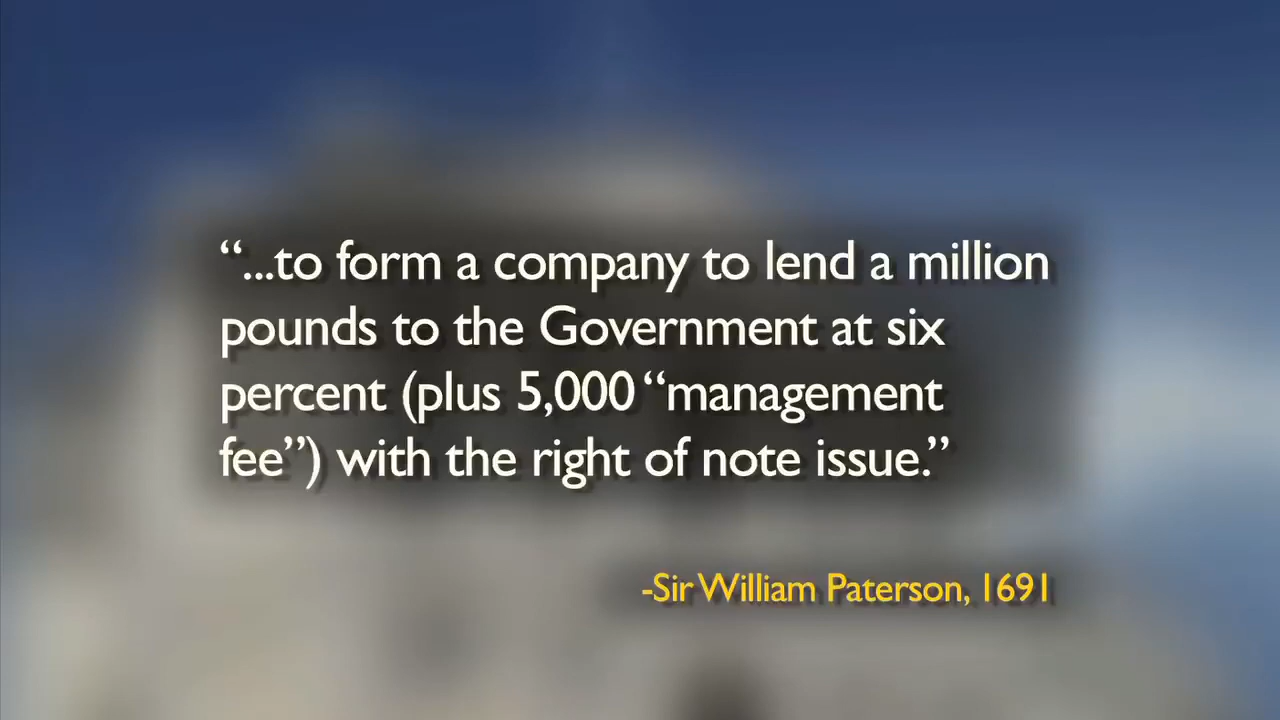 “...to form a company to lend a million
pounds to the Government at six
percent (plus 5,000 “management
fee”) with the right of note issue.”
-Sir William Paterson, 1691